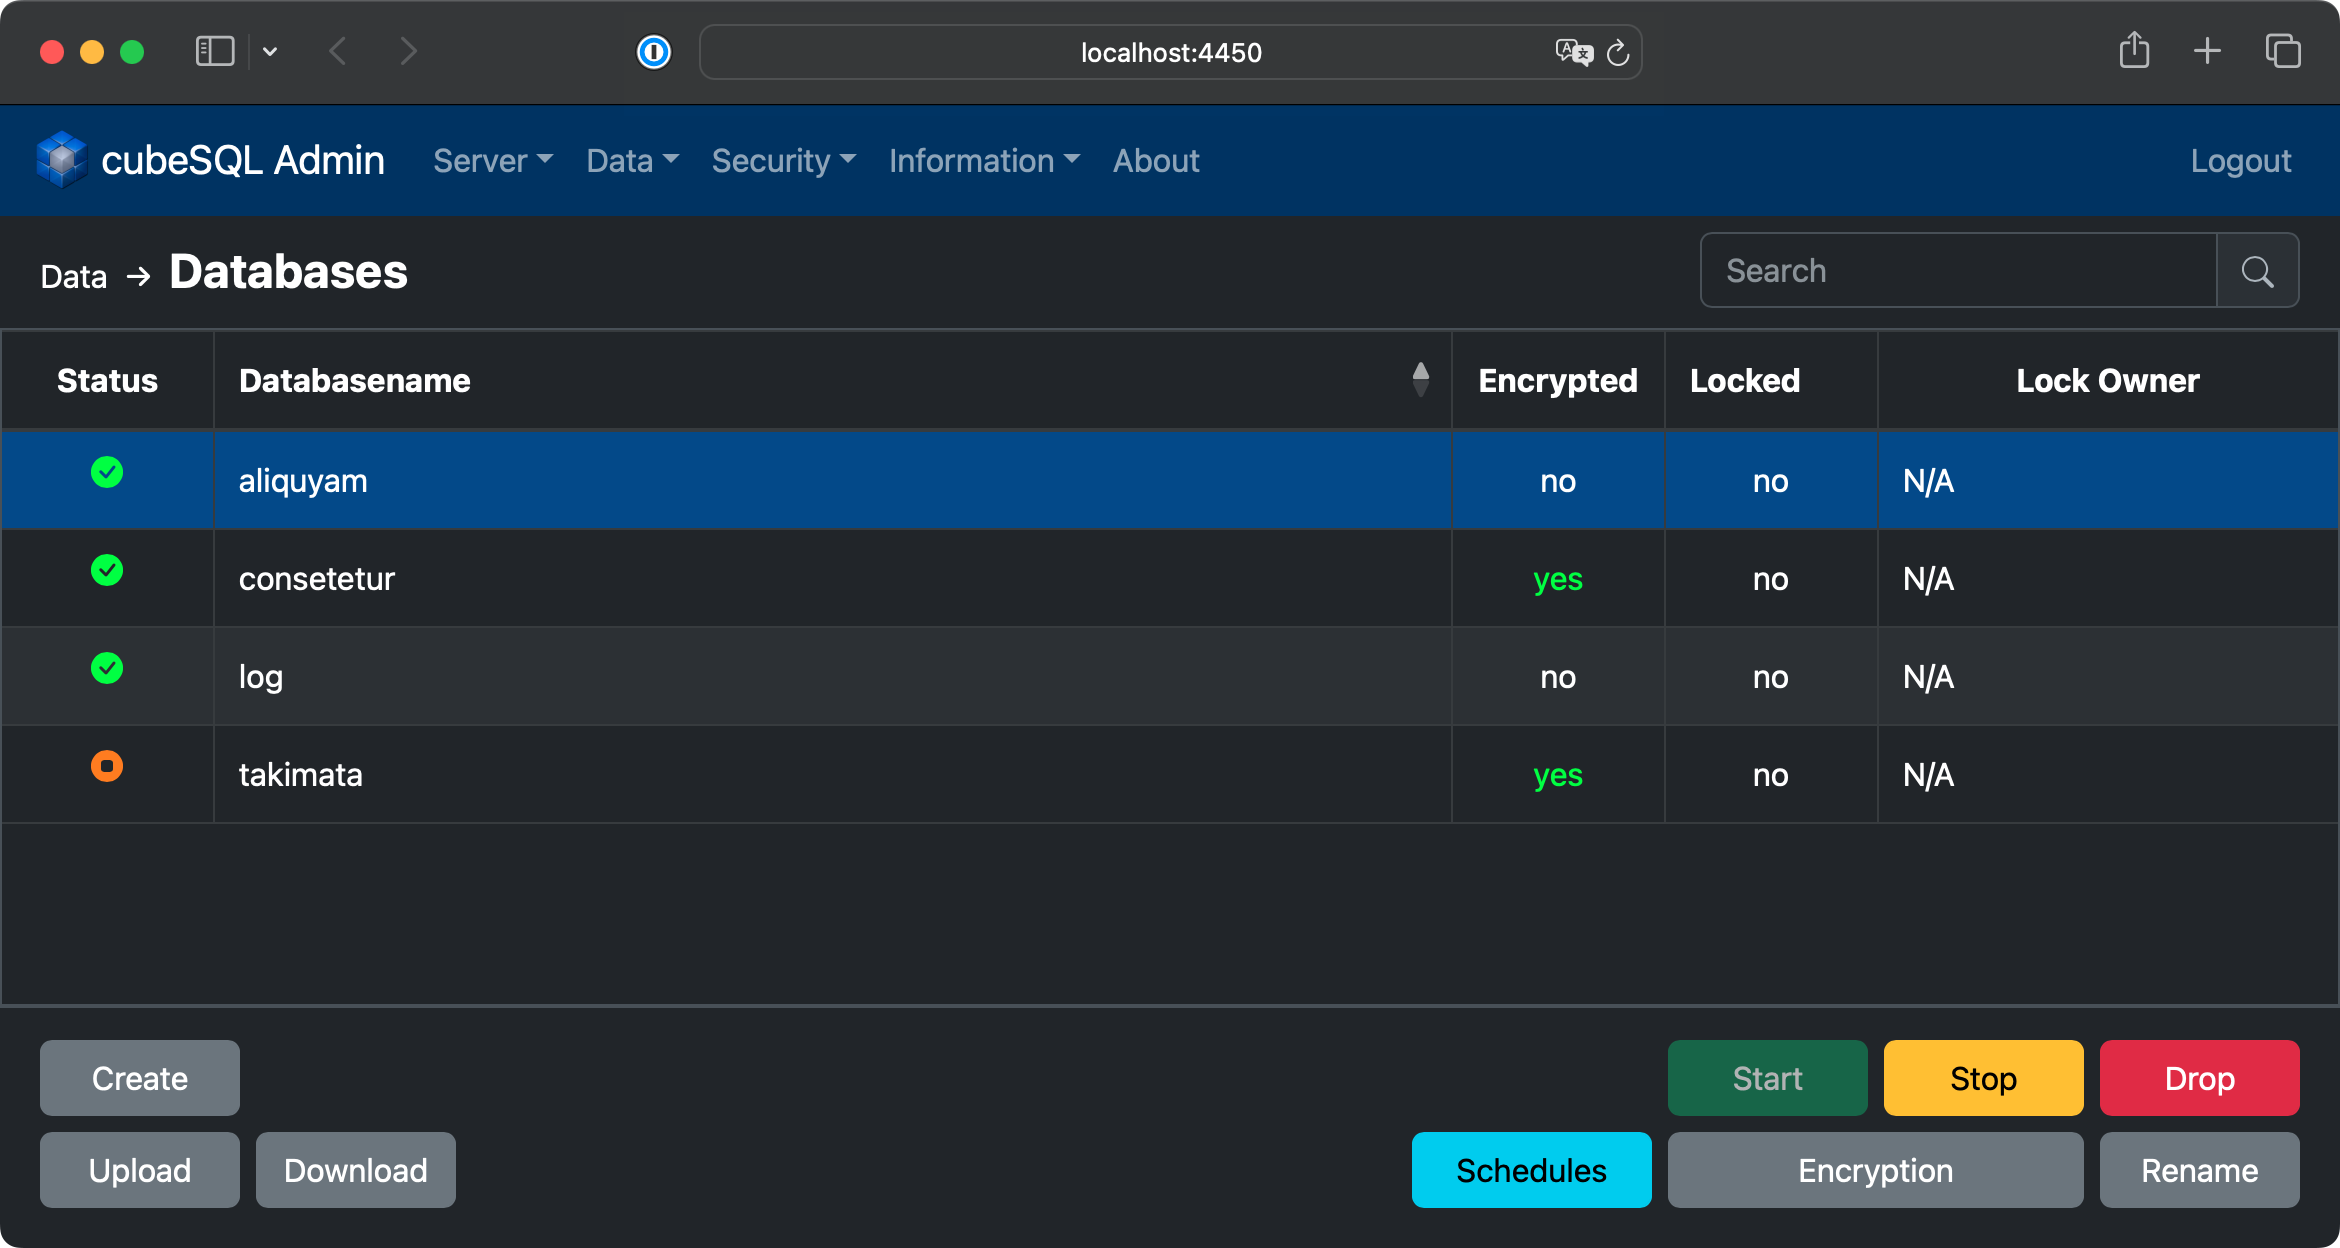 localhost:4450
cubeSQL Admin Server Data Security Information About Logout
Data → Databases Search
Status Databasename Encrypted Locked Lock Owner
aliquyam no no N/A
consetetur yes no N/A
log no no N/A
takimata yes no N/A
Create Start Stop Drop
Upload Download Schedules Encryption Rename